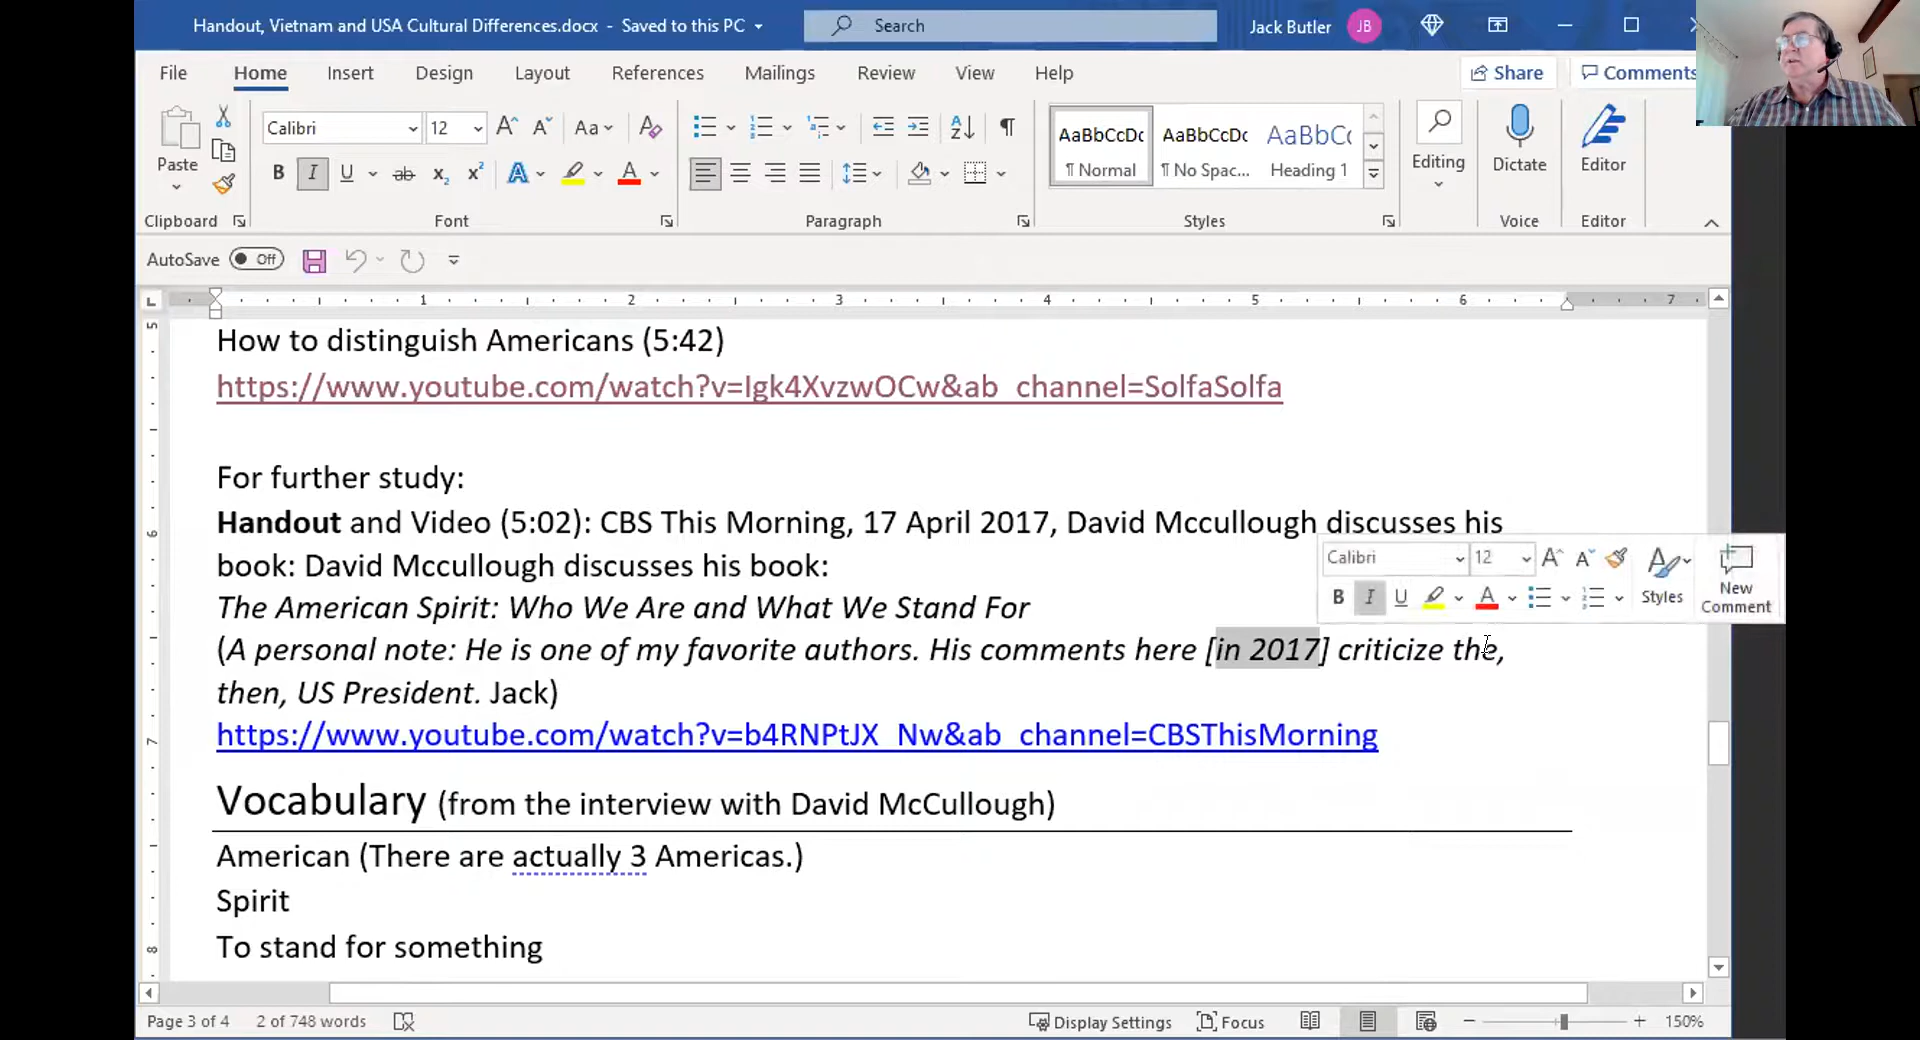 Handout, Vietnam and USA Cultural Differences.docx - Saved to this PC
Search
Jack Butler
JB
File Home Insert Design Layout References Mailings Review View Help
Share
Comments
Paste
Clipboard
Calibri
12
Font
Paragraph
AaBbCcDc
¶ Normal
AaBbCcDc
¶ No Spac...
AaBbC(
Heading 1
Styles
Editing
Dictate
Voice
Editor
Editor
AutoSave Off
1 2 3 4 5 6 7
How to distinguish Americans (5:42)
https://www.youtube.com/watch?v=Igk4XvzwOCw&ab_channel=SolfaSolfa
For further study:
Handout and Video (5:02): CBS This Morning, 17 April 2017, David Mccullough discusses his
book: David Mccullough discusses his book:
The American Spirit: Who We Are and What We Stand For
(A personal note: He is one of my favorite authors. His comments here [in 2017] criticize the,
then, US President. Jack)
https://www.youtube.com/watch?v=b4RNPtJX_Nw&ab_channel=CBSThisMorning
Calibri
12
Styles
New
Comment
Vocabulary (from the interview with David McCullough)
American (There are actually 3 Americas.)
Spirit
To stand for something
Page 3 of 4
2 of 748 words
Display Settings
Focus
150%